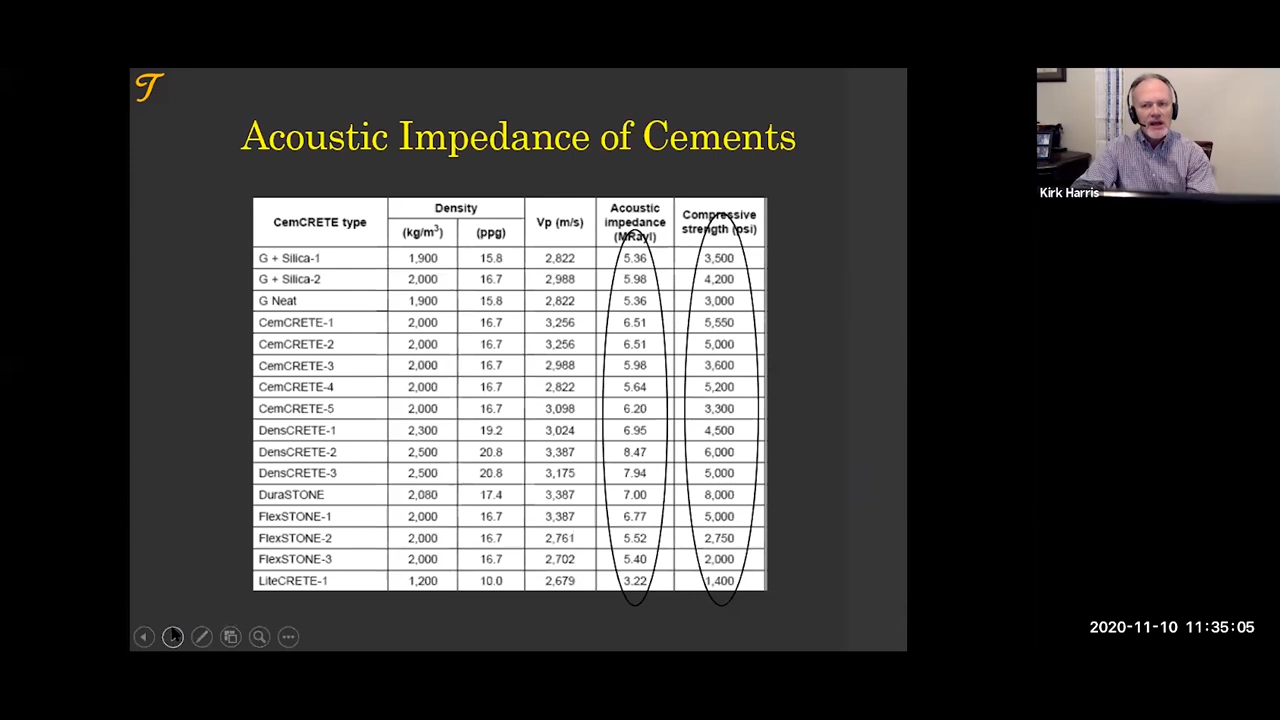 T
Acoustic Impedance of Cements
CemCRETE type Density Vp (m/s) Acoustic impedance (MRayl) Compressive strength (psi)
(kg/m³) (ppg)
G + Silica-1 1,900 15.8 2,822 5.36 3,500
G + Silica-2 2,000 16.7 2,988 5.98 4,200
G Neat 1,900 15.8 2,822 5.36 3,000
CemCRETE-1 2,000 16.7 3,256 6.51 5,550
CemCRETE-2 2,000 16.7 3,256 6.51 5,000
CemCRETE-3 2,000 16.7 2,988 5.98 3,600
CemCRETE-4 2,000 16.7 2,822 5.64 5,200
CemCRETE-5 2,000 16.7 3,098 6.20 3,300
DensCRETE-1 2,300 19.2 3,024 6.95 4,500
DensCRETE-2 2,500 20.8 3,387 8.47 6,000
DensCRETE-3 2,500 20.8 3,175 7.94 5,000
DuraSTONE 2,080 17.4 3,387 7.00 8,000
FlexSTONE-1 2,000 16.7 3,387 6.77 5,000
FlexSTONE-2 2,000 16.7 2,761 5.52 2,750
FlexSTONE-3 2,000 16.7 2,702 5.40 2,000
LiteCRETE-1 1,200 10.0 2,679 3.22 1,400
Kirk Harris
2020-11-10 11:35:05